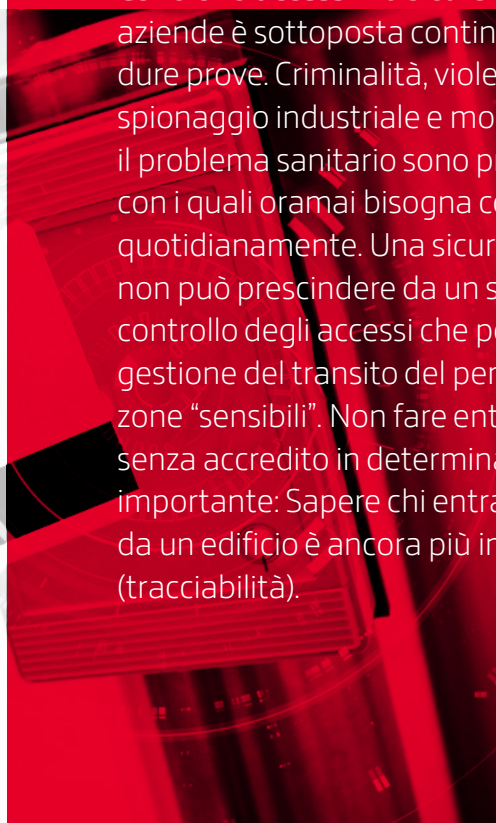 aziende è sottoposta contin
dure prove. Criminalità, viole
spionaggio industriale e mo
il problema sanitario sono p
con i quali oramai bisogna c
quotidianamente. Una sicur
non può prescindere da un s
controllo degli accessi che p
gestione del transito del per
zone “sensibili”. Non fare ent
senza accredito in determina
importante: Sapere chi entra
da un edificio è ancora più i
(tracciabilità).